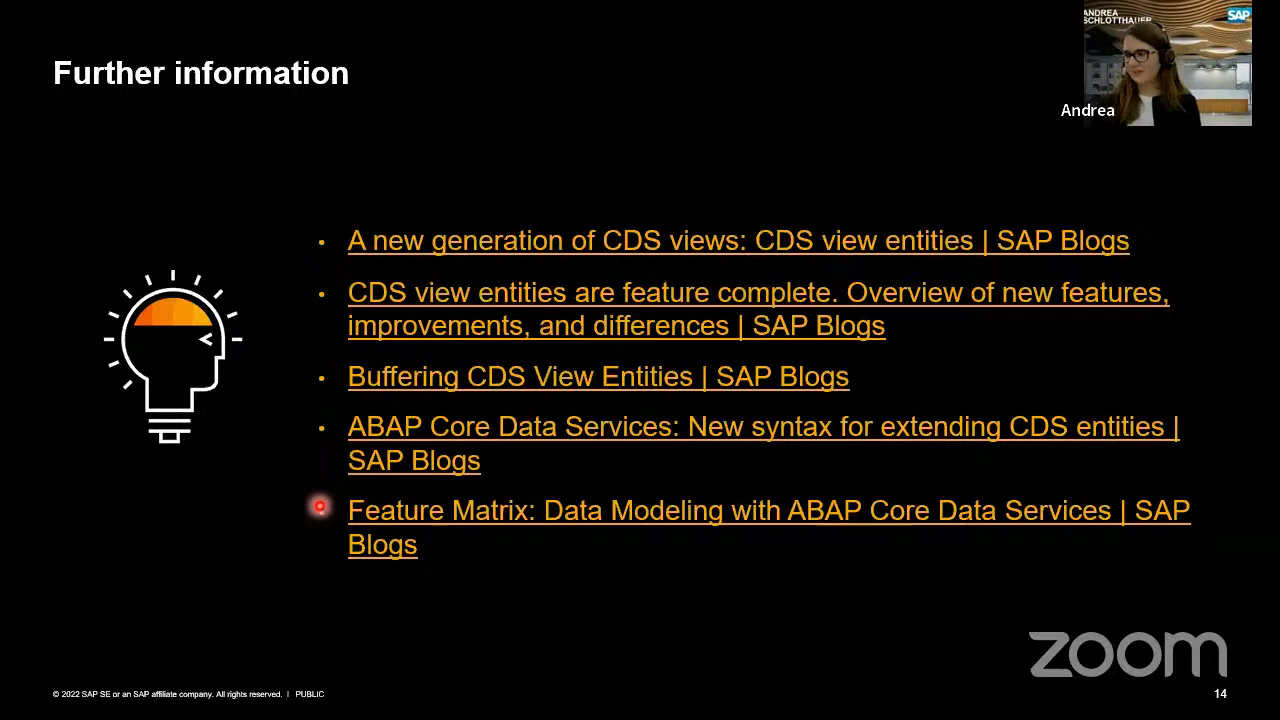 ANDREA
SCHLOTTHAUER
SAP
Further information
Andrea
• A new generation of CDS views: CDS view entities | SAP Blogs
• CDS view entities are feature complete. Overview of new features,
improvements, and differences | SAP Blogs
• Buffering CDS View Entities | SAP Blogs
• ABAP Core Data Services: New syntax for extending CDS entities |
SAP Blogs
Feature Matrix: Data Modeling with ABAP Core Data Services | SAP
Blogs
zoom
© 2022 SAP SE or an SAP affiliate company. All rights reserved. | PUBLIC
14